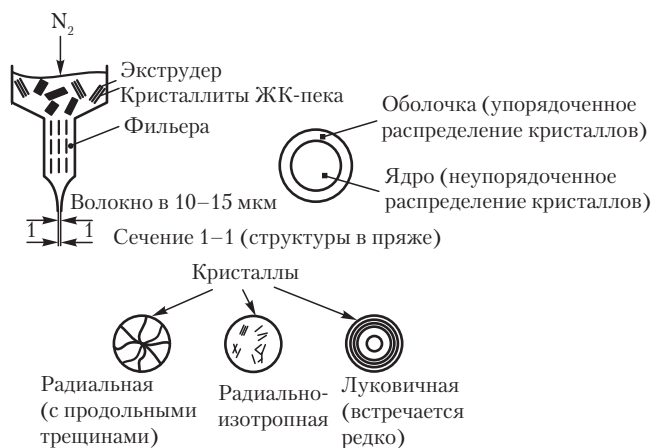 N₂
Экструдер
Кристаллиты ЖК-пека
Фильера
Оболочка (упорядоченное
распределение кристаллов)
Ядро (неупорядоченное
распределение кристаллов)
Волокно в 10–15 мкм
1 1
Сечение 1–1 (структуры в пряже)
Кристаллы
Радиальная
(с продольными
трещинами)
Радиально-
изотропная
Луковичная
(встречается
редко)